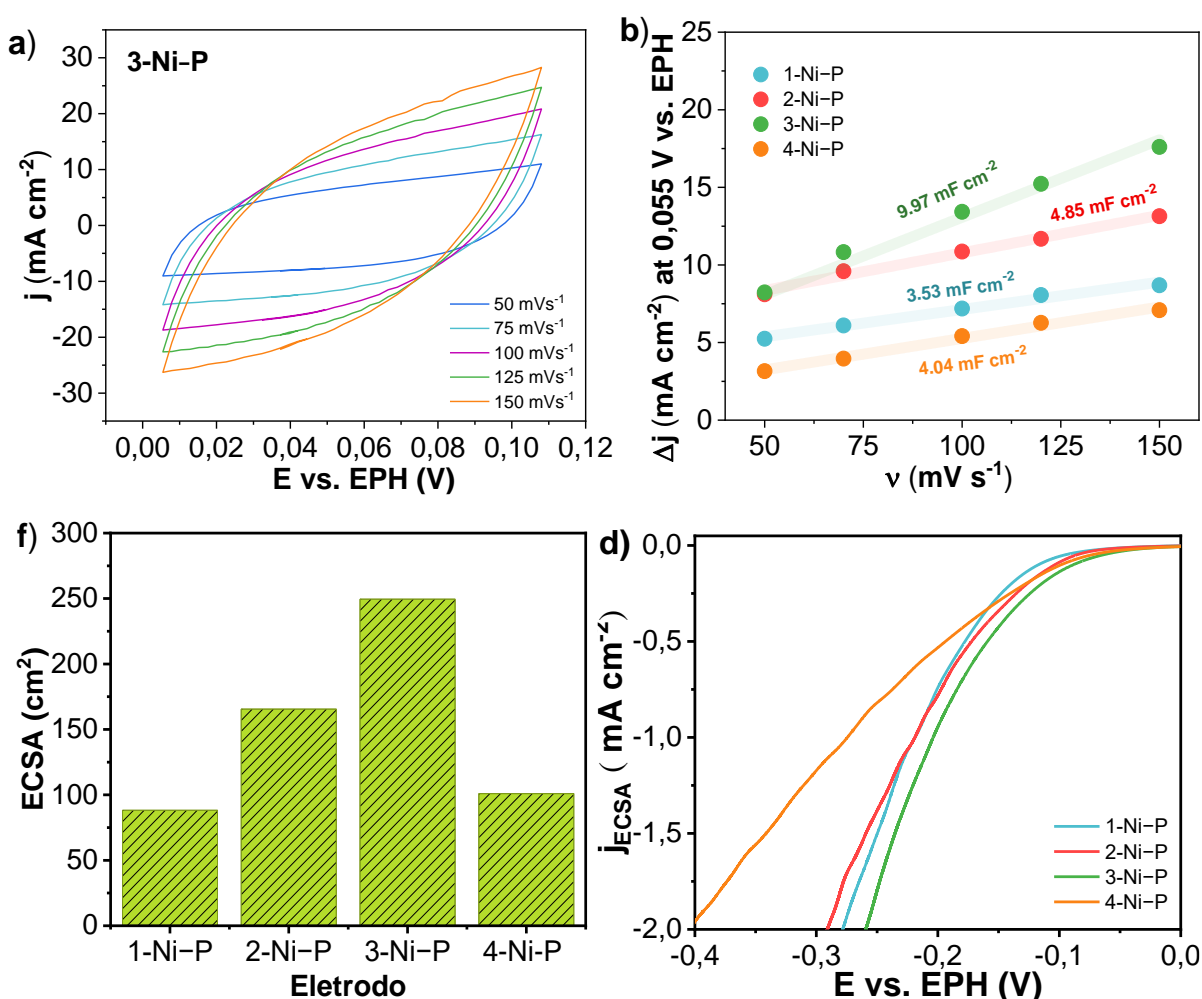 a)
3-Ni–P
j (mA cm-2)
30
20
10
0
-10
-20
-30
50 mVs-1
75 mVs-1
100 mVs-1
125 mVs-1
150 mVs-1
0,00 0,02 0,04 0,06 0,08 0,10 0,12
E vs. EPH (V)
b)
Δj (mA cm-2) at 0,055 V vs. EPH
25
20
15
10
5
0
1-Ni−P
2-Ni−P
3-Ni−P
4-Ni−P
9.97 mF cm-2
4.85 mF cm-2
3.53 mF cm-2
4.04 mF cm-2
50 75 100 125 150
ν (mV s-1)
f)
ECSA (cm2)
300
250
200
150
100
50
0
1-Ni−P 2-Ni−P 3-Ni−P 4-Ni-P
Eletrodo
d)
jECSA ( mA cm-2)
0,0
-0,5
-1,0
-1,5
-2,0
1-Ni−P
2-Ni−P
3-Ni−P
4-Ni−P
-0,4 -0,3 -0,2 -0,1 0,0
E vs. EPH (V)